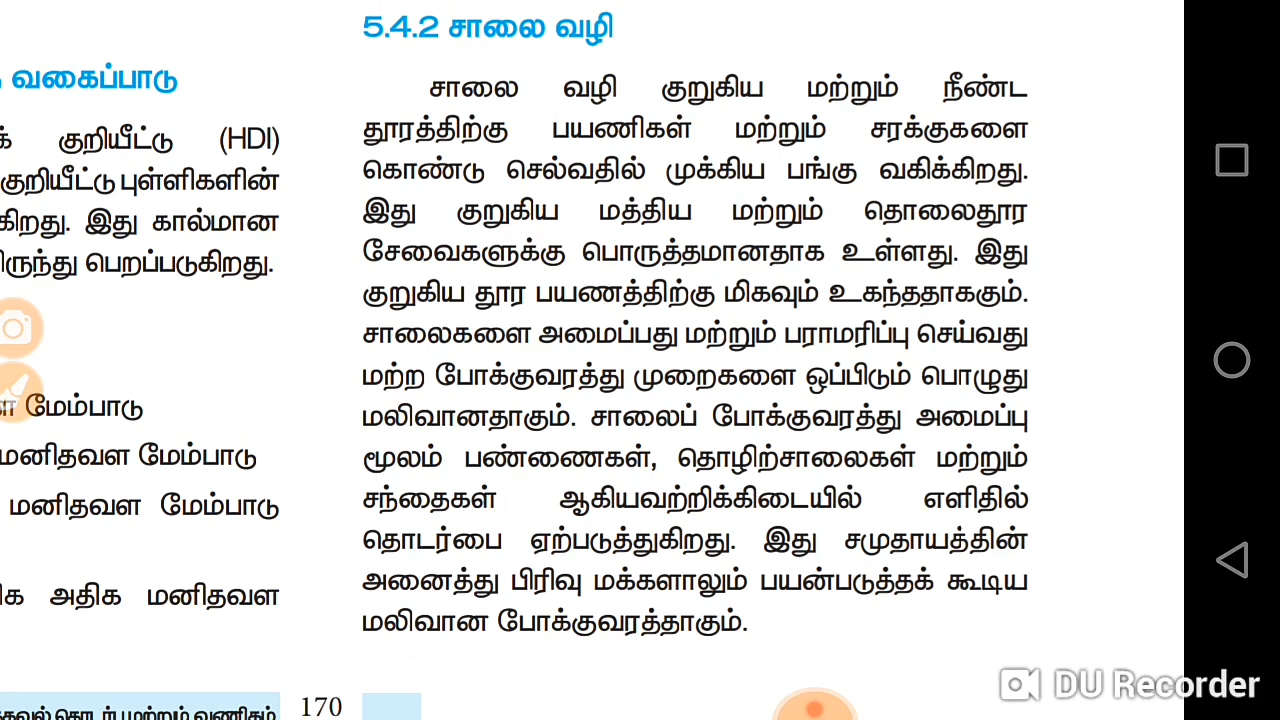 வகைப்பாடு
குறியீட்டு (HDI)
குறியீட்டு புள்ளிகளின்
இது கால்மான
பெறப்படுகிறது.
மேம்பாடு
மனிதவள மேம்பாடு
மனிதவள மேம்பாடு
அதிக மனிதவள
மற்றும் வணிகம்
170
5.4.2 சாலை வழி
சாலை வழி குறுகிய மற்றும் நீண்ட
தூரத்திற்கு பயணிகள் மற்றும் சரக்குகளை
கொண்டு செல்வதில் முக்கிய பங்கு வகிக்கிறது.
இது குறுகிய மத்திய மற்றும் தொலைதூர
சேவைகளுக்கு பொருத்தமானதாக உள்ளது. இது
குறுகிய தூர பயணத்திற்கு மிகவும் உகந்ததாககும்.
சாலைகளை அமைப்பது மற்றும் பராமரிப்பு செய்வது
மற்ற போக்குவரத்து முறைகளை ஒப்பிடும் பொழுது
மலிவானதாகும். சாலைப் போக்குவரத்து அமைப்பு
மூலம் பண்ணைகள், தொழிற்சாலைகள் மற்றும்
சந்தைகள் ஆகியவற்றிக்கிடையில் எளிதில்
தொடர்பை ஏற்படுத்துகிறது. இது சமுதாயத்தின்
அனைத்து பிரிவு மக்களாலும் பயன்படுத்தக் கூடிய
மலிவான போக்குவரத்தாகும்.
DU Recorder